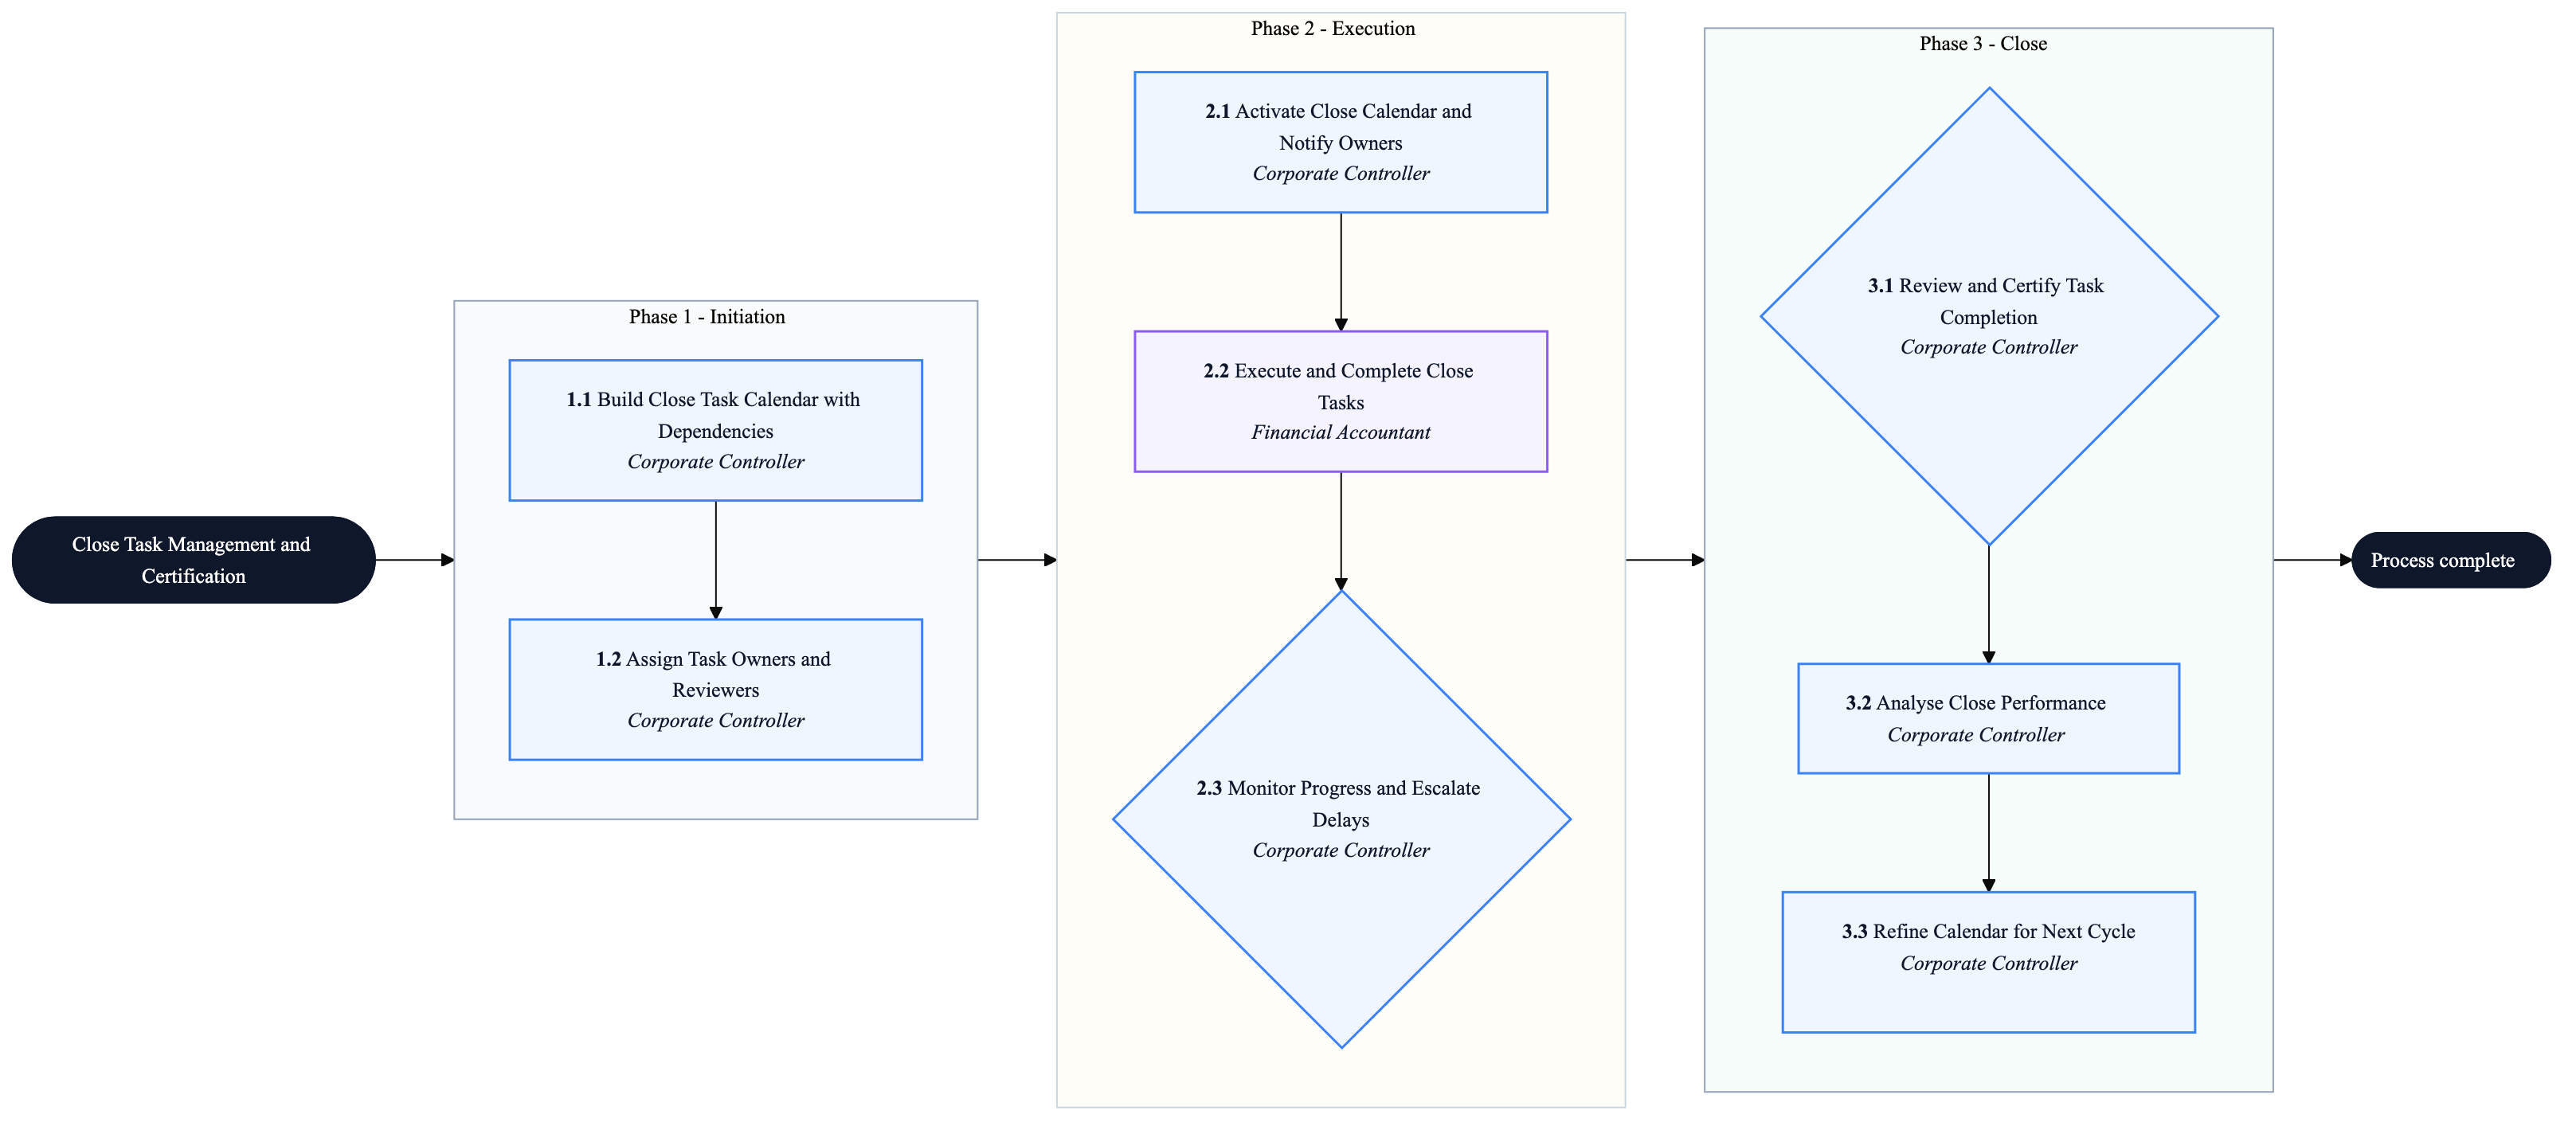 Close Task Management and
Certification
Phase 1 - Initiation
1.1 Build Close Task Calendar with
Dependencies
Corporate Controller
1.2 Assign Task Owners and
Reviewers
Corporate Controller
Phase 2 - Execution
2.1 Activate Close Calendar and
Notify Owners
Corporate Controller
2.2 Execute and Complete Close
Tasks
Financial Accountant
2.3 Monitor Progress and Escalate
Delays
Corporate Controller
Phase 3 - Close
3.1 Review and Certify Task
Completion
Corporate Controller
3.2 Analyse Close Performance
Corporate Controller
3.3 Refine Calendar for Next Cycle
Corporate Controller
Process complete